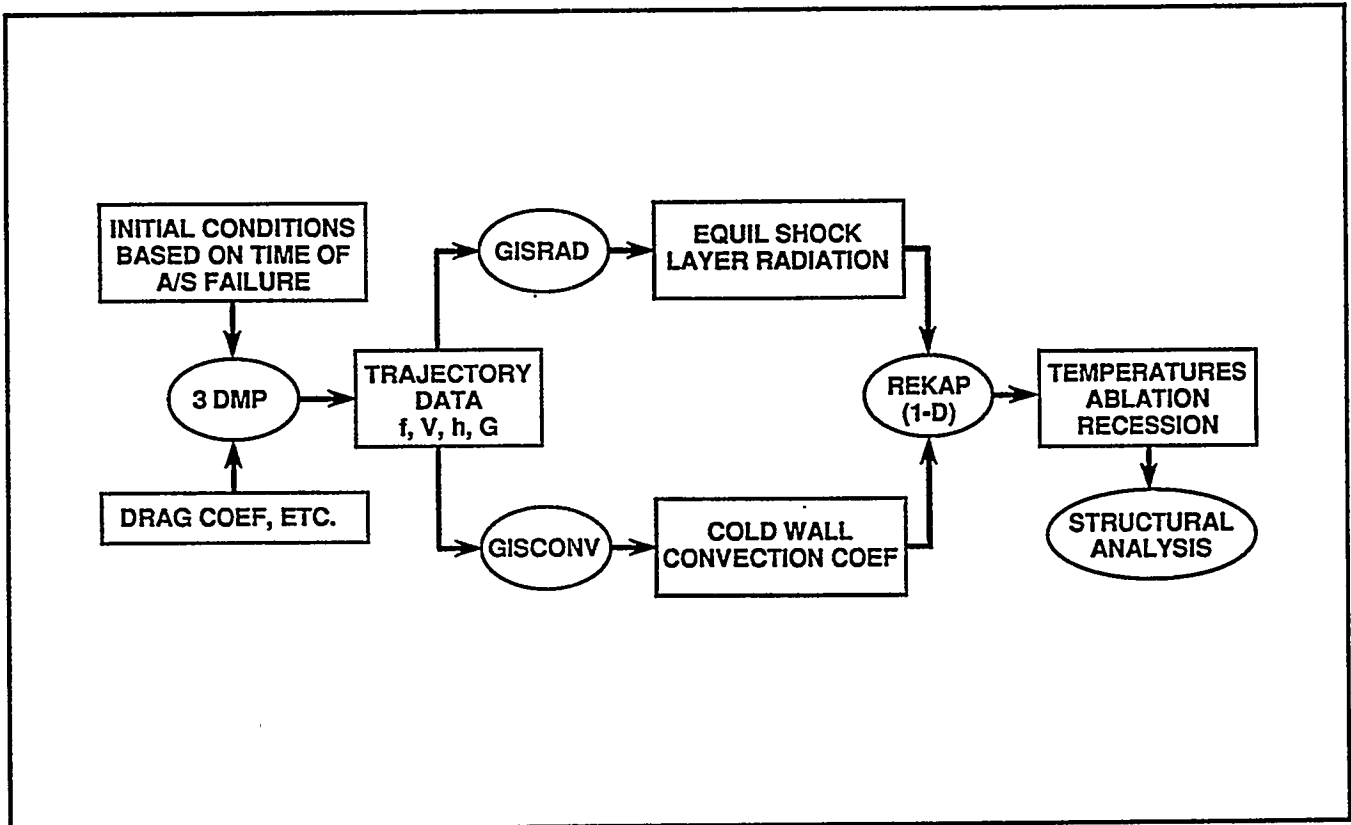 INITIAL CONDITIONS
BASED ON TIME OF
A/S FAILURE
3 DMP
DRAG COEF, ETC.
TRAJECTORY
DATA
f, V, h, G
GISRAD
EQUIL SHOCK
LAYER RADIATION
GISCONV
COLD WALL
CONVECTION COEF
REKAP
(1-D)
TEMPERATURES
ABLATION
RECESSION
STRUCTURAL
ANALYSIS